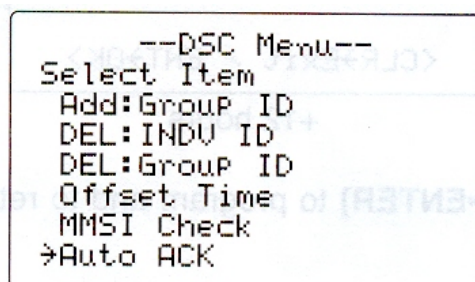 --DSC Menu--
Select Item
Add:Group ID
DEL:INDV ID
DEL:Group ID
Offset Time
MMSI Check
→Auto ACK